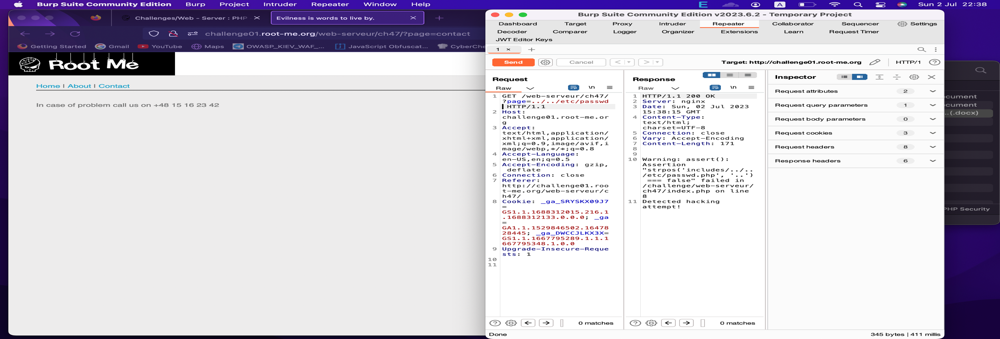 Burp Suite Community Edition Burp Project Intruder Repeater Window Help
E A Sun 2 Jul 22:38
Challenges/Web - Server : PHP
Evilness is words to live by.
challenge01.root-me.org/web-serveur/ch47/?page=contact
Getting Started Gmail YouTube Maps OWASP_KIEV_WAF_... JavaScript Obfuscat... CyberChe
Root Me
Home | About | Contact
In case of problem call us on +48 15 16 23 42
Burp Suite Community Edition v2023.6.2 - Temporary Project
Dashboard Target Proxy Intruder Repeater Collaborator Sequencer Settings
Decoder Comparer Logger Organizer Extensions Learn Request Timer
JWT Editor Keys
1 × +
Send Cancel < > Target: http://challenge01.root-me.org HTTP/1 ?
Request
Raw \n
1 GET /web-serveur/ch47/
?page=../../etc/passwd
HTTP/1.1
2 Host:
challenge01.root-me.or
g
3 Accept:
text/html,application/
xhtml+xml,application/
xml;q=0.9,image/avif,i
mage/webp,*/*;q=0.8
4 Accept-Language:
en-US,en;q=0.5
5 Accept-Encoding: gzip,
deflate
6 Connection: close
7 Referer:
http://challenge01.roo
t-me.org/web-serveur/c
h47/
8 Cookie: _ga_SRYSKX09J7
=
GS1.1.1688312015.216.1
.1688312133.0.0.0; _ga
=
GA1.1.1529846502.16478
28445; _ga_DWCCJLKX3X=
GS1.1.1667795289.1.1.1
667795348.1.0.0
9 Upgrade-Insecure-Reque
sts: 1
10
11
0 matches
Response
Raw \n
1 HTTP/1.1 200 OK
2 Server: nginx
3 Date: Sun, 02 Jul 2023
15:38:15 GMT
4 Content-Type:
text/html;
charset=UTF-8
5 Connection: close
6 Vary: Accept-Encoding
7 Content-Length: 171
8
9
10 Warning: assert():
Assertion
"strpos('includes/../..
/etc/passwd.php', '..')
=== false" failed in
/challenge/web-serveur/
ch47/index.php on line
8
11 Detected hacking
attempt!
0 matches
Inspector
Request attributes 2
Request query parameters 1
Request body parameters 0
Request cookies 3
Request headers 8
Response headers 6
Done
345 bytes | 411 millis
cument
cument
..(.docx)
PHP Security